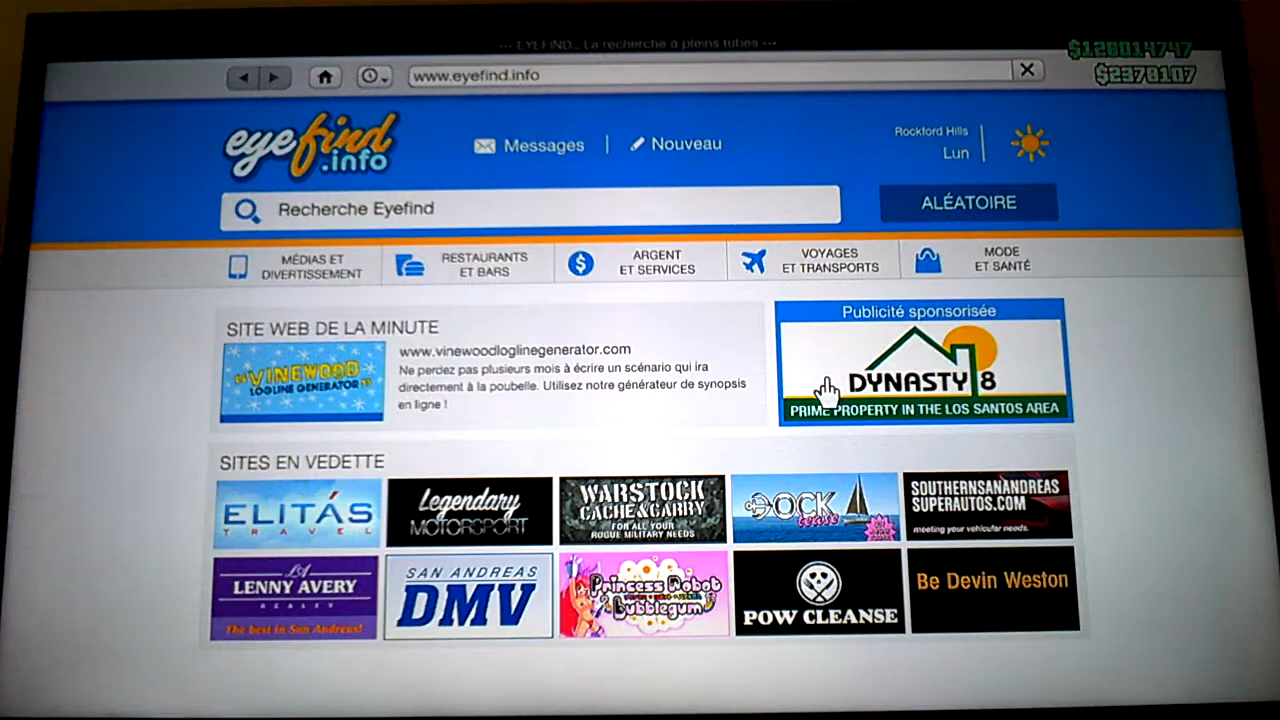 --- EYEFIND... La recherche à pleins tubes ---
$128014747
$2378107
www.eyefind.info
eyefind
.info
Messages
Nouveau
Rockford Hills
Lun
Recherche Eyefind
ALÉATOIRE
MÉDIAS ET
DIVERTISSEMENT
RESTAURANTS
ET BARS
ARGENT
ET SERVICES
VOYAGES
ET TRANSPORTS
MODE
ET SANTÉ
SITE WEB DE LA MINUTE
VINEWOOD
LOGLINE GENERATOR
www.vinewoodloglinegenerator.com
Ne perdez pas plusieurs mois à écrire un scénario qui ira
directement à la poubelle. Utilisez notre générateur de synopsis
en ligne !
Publicité sponsorisée
DYNASTY 8
PRIME PROPERTY IN THE LOS SANTOS AREA
SITES EN VEDETTE
ELITÁS
TRAVEL
Legendary
MOTORSPORT
WARSTOCK
CACHE & CARRY
FOR ALL YOUR
ROGUE MILITARY NEEDS
DOCK
tease
SOUTHERNSANANDREAS
SUPERAUTOS.COM
meeting your vehicular needs.
LA
LENNY AVERY
REALTY
The best in San Andreas!
SAN ANDREAS
DMV
Princess Robot
Bubblegum
POW CLEANSE
Be Devin Weston